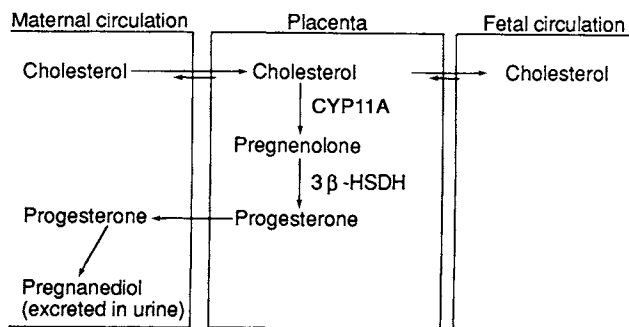 Maternal circulation Placenta Fetal circulation
Cholesterol Cholesterol Cholesterol
CYP11A
Pregnenolone
3β-HSDH
Progesterone Progesterone
Pregnanediol
(excreted in urine)